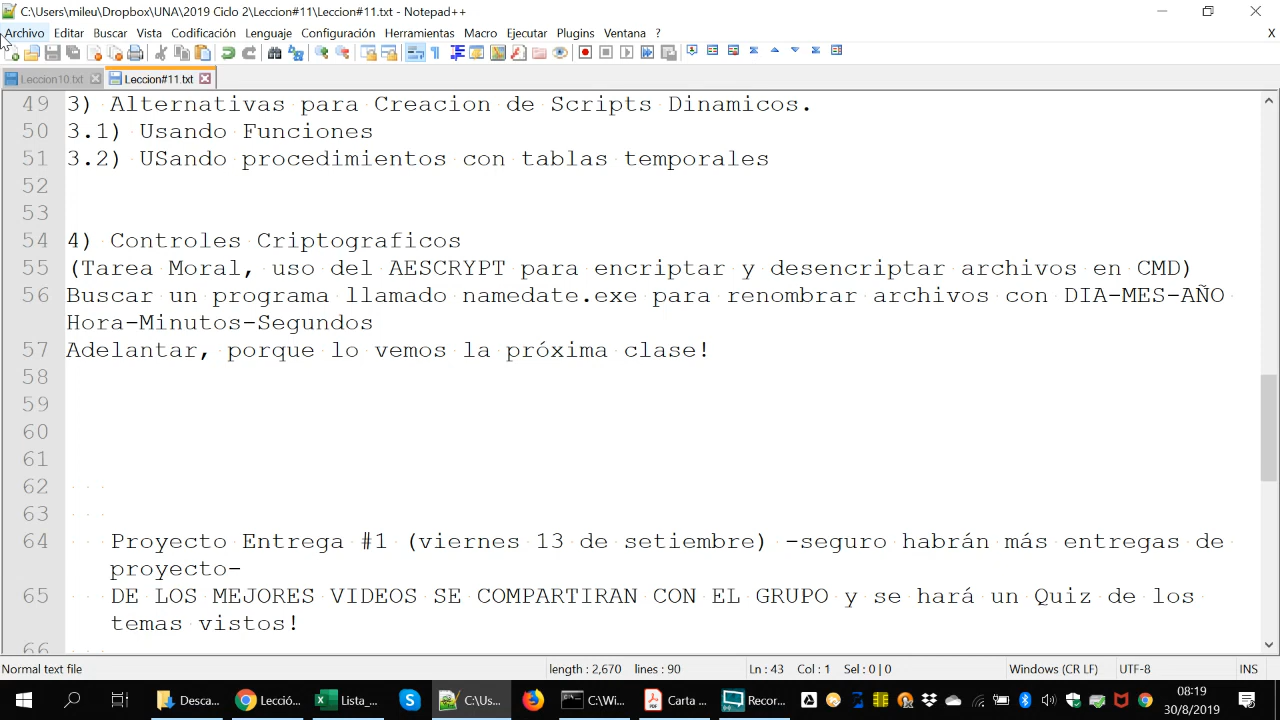 C:\Users\mileu\Dropbox\UNA\2019 Ciclo 2\Leccion#11\Leccion#11.txt - Notepad++
Archivo Editar Buscar Vista Codificación Lenguaje Configuración Herramientas Macro Ejecutar Plugins Ventana ? X
Leccion10.txt Leccion#11.txt
49 3) Alternativas para Creacion de Scripts Dinamicos.
50 3.1) Usando Funciones
51 3.2) USando procedimientos con tablas temporales
52
53
54 4) Controles Criptograficos
55 (Tarea Moral, uso del AESCRYPT para encriptar y desencriptar archivos en CMD)
56 Buscar un programa llamado namedate.exe para renombrar archivos con DIA-MES-AÑO
Hora-Minutos-Segundos
57 Adelantar, porque lo vemos la próxima clase!
58
59
60
61
62
63
64 Proyecto Entrega #1 (viernes 13 de setiembre) -seguro habrán más entregas de
proyecto-
65 DE LOS MEJORES VIDEOS SE COMPARTIRAN CON EL GRUPO y se hará un Quiz de los
temas vistos!
66
Normal text file length : 2,670 lines : 90 Ln : 43 Col : 1 Sel : 0 | 0 Windows (CR LF) UTF-8 INS
Desca... Lecció... Lista_... C:\Us... C:\Wi... Carta ... Recor... 08:19
30/8/2019